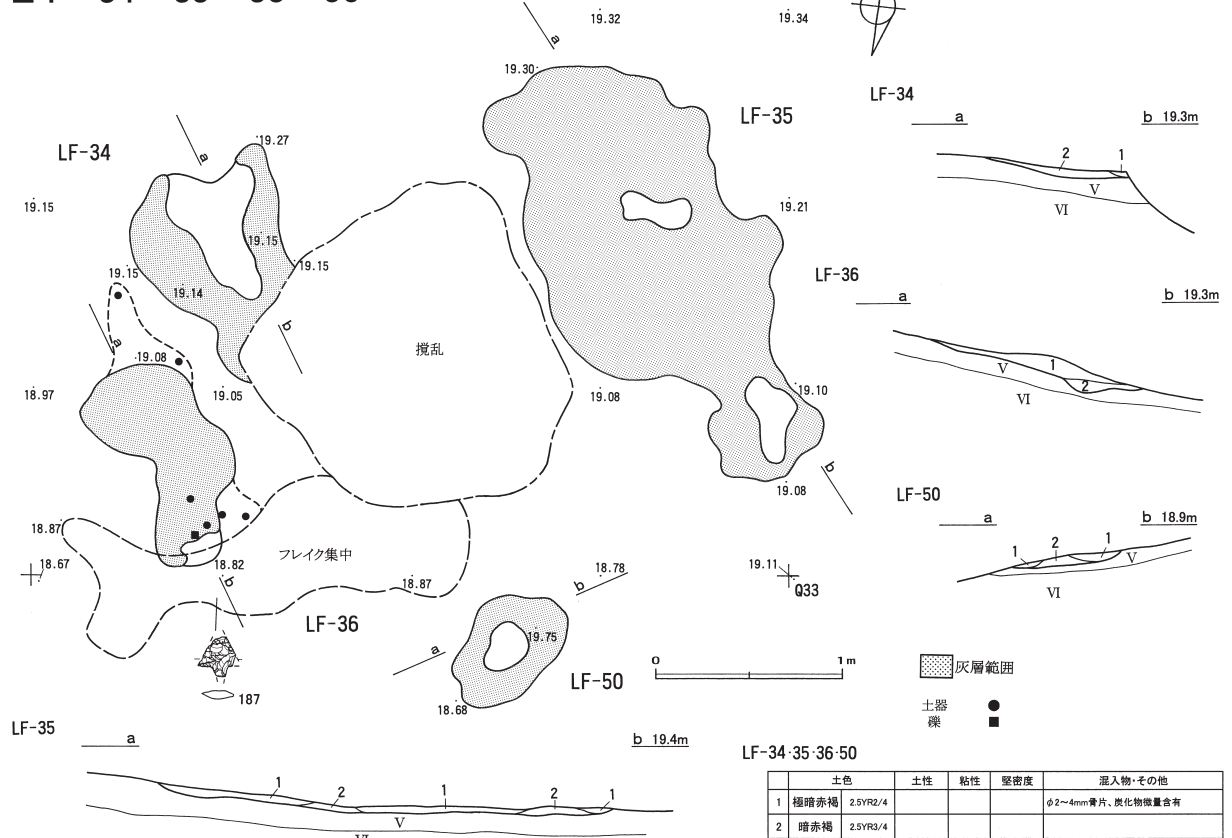 19.32
19.34
a
19.30
LF-35
LF-34
a
b 19.3m
LF-34
a
19.27
2
1
V
VI
19.15
19.15
19.21
19.15
19.15
19.14
LF-36
a
b 19.3m
a
b
19.08
撹乱
1
V
2
VI
18.97
19.05
19.08
19.10
19.08
b
LF-50
a
b 18.9m
1
2
1
V
VI
18.87
フレイク集中
18.67
18.82
18.87
b
18.78
19.11
Q33
b
LF-36
19.75
a
LF-50
18.68
187
0
1m
灰層範囲
土器 ●
礫 ■
LF-35
a
b 19.4m
1
2
1
2
1
V
VI
LF-34·35·36·50
土色 土性 粘性 堅密度 混入物・その他
1 極暗赤褐 2.5YR2/4 φ2~4mm骨片、炭化物微量含有
2 暗赤褐 2.5YR3/4